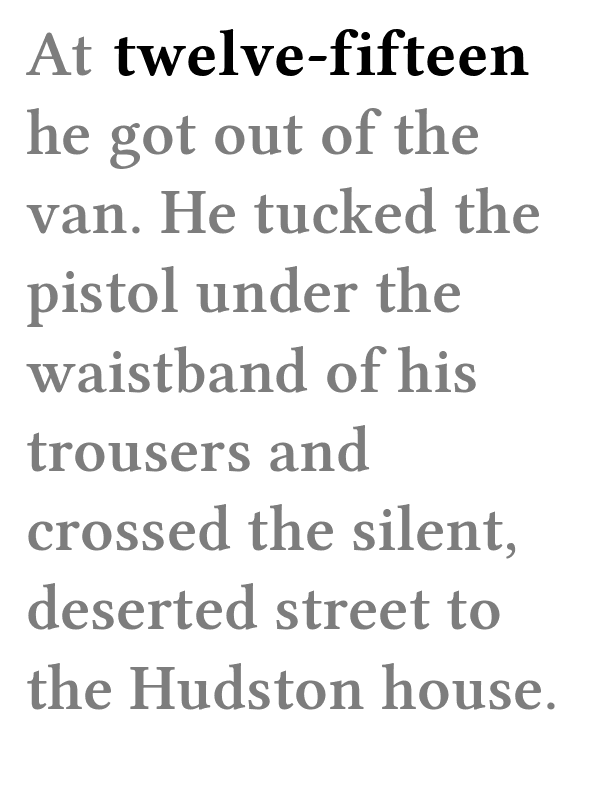 At twelve-fifteen
he got out of the
van. He tucked the
pistol under the
waistband of his
trousers and
crossed the silent,
deserted street to
the Hudston house.